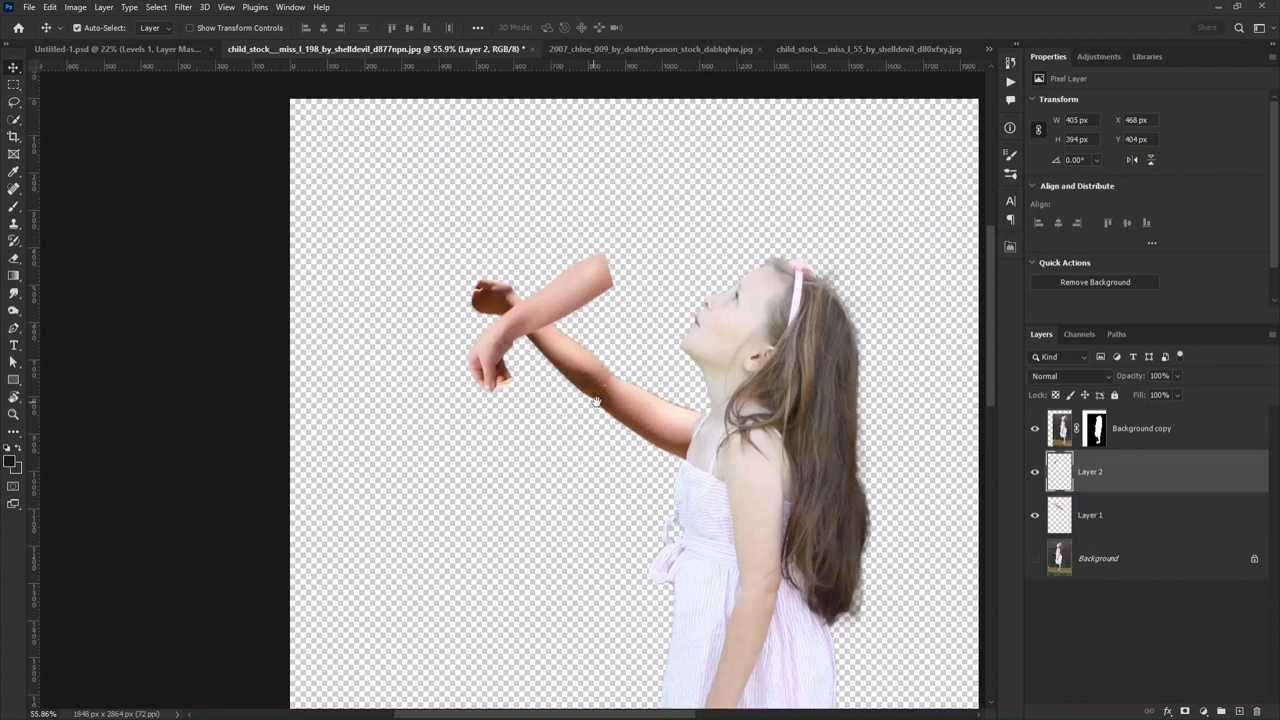 Ps File Edit Image Layer Type Select Filter 3D View Plugins Window Help
Auto-Select: Layer Show Transform Controls 3D Mode: Share
Untitled-1.psd @ 22% (Levels 1, Layer Mas... × child_stock__miss_l_198_by_shelldevil_d877npn.jpg @ 55.9% (Layer 2, RGB/8) * × 2007_chloe_009_by_deathbycanon_stock_dabkqhw.jpg × child_stock__miss_l_55_by_shelldevil_d80xfxy.jpg
Properties Adjustments Libraries
Pixel Layer
Transform
W 405 px X 468 px
H 394 px Y 404 px
0.00°
Align and Distribute
Align:
Quick Actions
Remove Background
Layers Channels Paths
Kind
Normal Opacity: 100%
Lock: Fill: 100%
Background copy
Layer 2
Layer 1
Background
55.86% 1848 px x 2864 px (72 ppi)